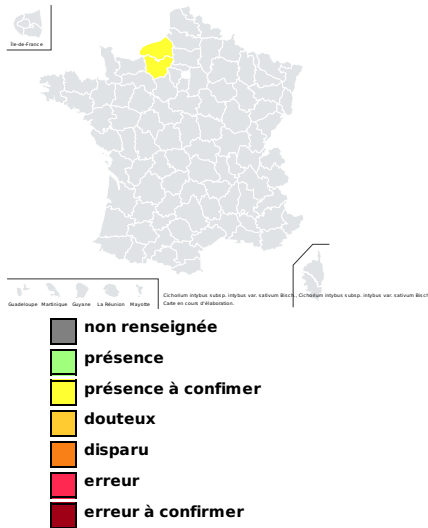 Île-de-France
Guadeloupe Martinique Guyane La Réunion Mayotte
Cichorium intybus subsp. intybus var. sativum Bisch., Cichorium intybus subsp. intybus var. sativum Bisch
Carte en cours d'élaboration.
non renseignée
présence
présence à confimer
douteux
disparu
erreur
erreur à confirmer